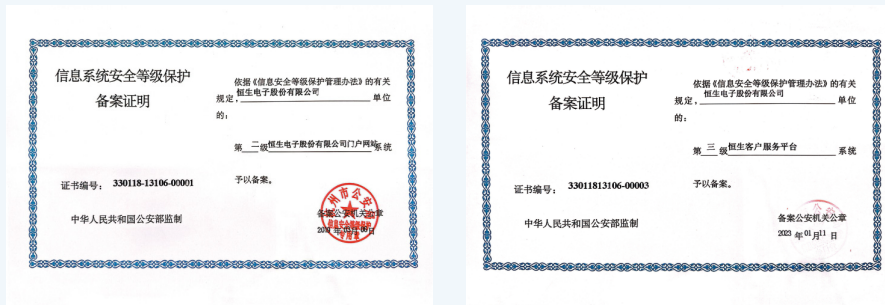 信息系统安全等级保护
备案证明
证书编号： 330118-13106-00001
中华人民共和国公安部监制
依据《信息安全等级保护管理办法》的有关
规定，恒生电子股份有限公司单位
的：
第二级恒生电子股份有限公司门户网站系统
予以备案。
备案公安机关公章
信息系统安全等级保护
备案证明
证书编号： 33011813106-00003
中华人民共和国公安部监制
依据《信息安全等级保护管理办法》的有关
规定，恒生电子股份有限公司单位
的：
第三级恒生客户服务平台系统
予以备案。
备案公安机关公章
2023 年01月11 日